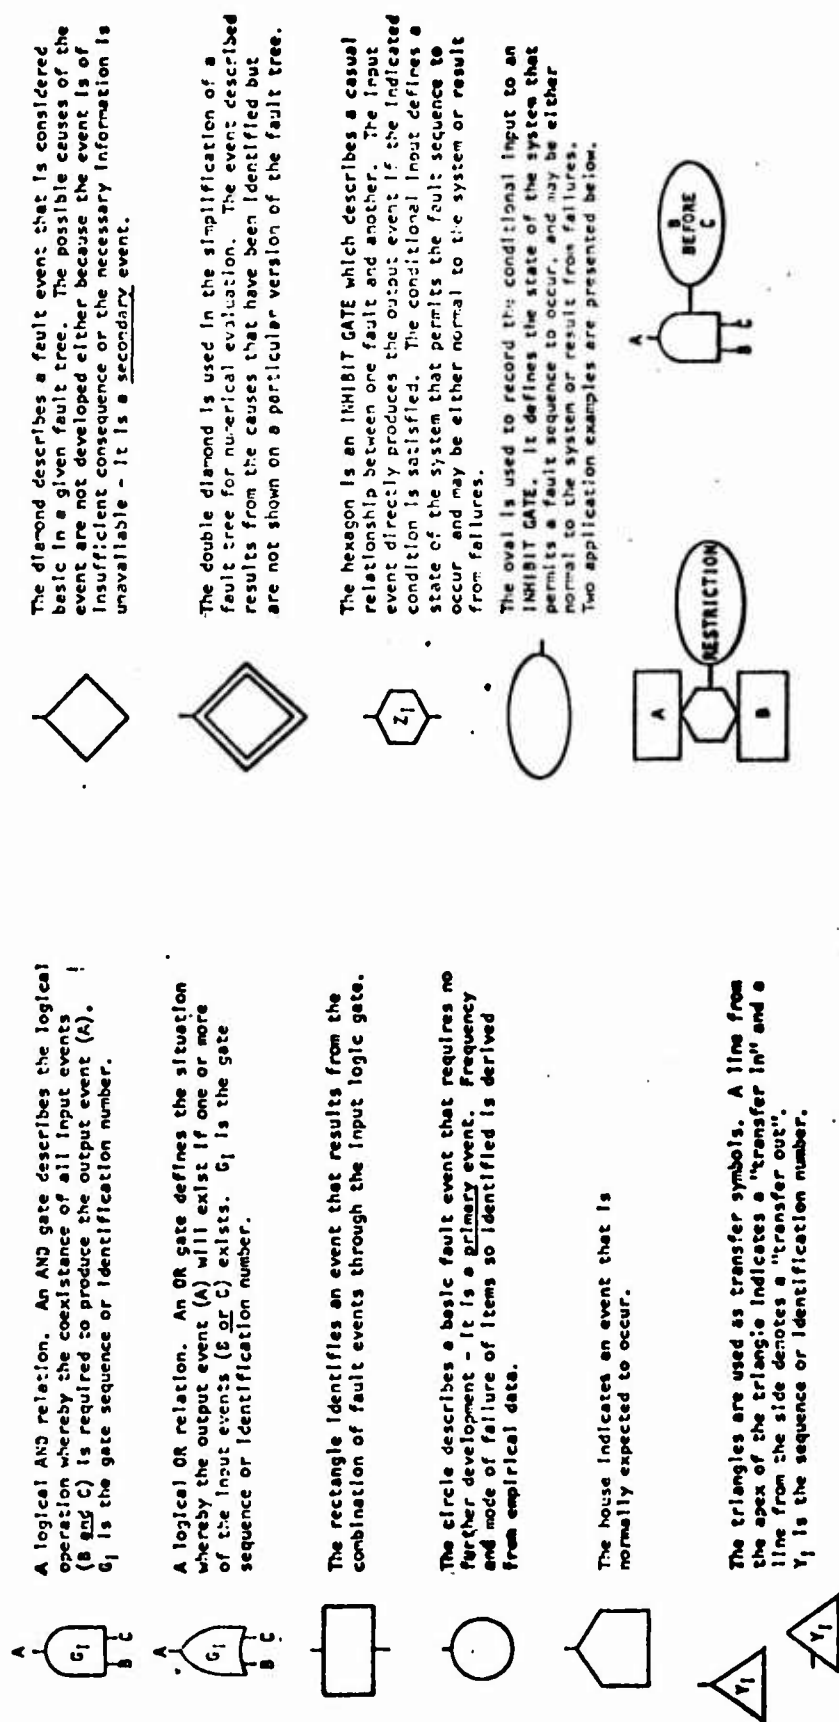 A
G₁
B C
A logical AND relation. An AND gate describes the logical
operation whereby the coexistance of all input events
(B and C) is required to produce the output event (A).
G₁ is the gate sequence or identification number.
A
G₁
B C
A logical OR relation. An OR gate defines the situation
whereby the output event (A) will exist if one or more
of the input events (B or C) exists. G₁ is the gate
sequence or identification number.
The rectangle identifies an event that results from the
combination of fault events through the input logic gate.
The circle describes a basic fault event that requires no
further development - it is a primary event. Frequency
and mode of failure of items so identified is derived
from empirical data.
The house indicates an event that is
normally expected to occur.
Y₁
Y₁
The triangles are used as transfer symbols. A line from
the apex of the triangle indicates a "transfer in" and a
line from the side denotes a "transfer out".
Y₁ is the sequence or identification number.
The diamond describes a fault event that is considered
basic in a given fault tree. The possible causes of the
event are not developed either because the event is of
insufficient consequence or the necessary information is
unavailable - it is a secondary event.
The double diamond is used in the simplification of a
fault tree for numerical evaluation. The event described
results from the causes that have been identified but
are not shown on a particular version of the fault tree.
Z₁
The hexagon is an INHIBIT GATE which describes a casual
relationship between one fault and another. The input
event directly produces the output event if the indicated
condition is satisfied. The conditional input defines a
state of the system that permits the fault sequence to
occur, and may be either normal to the system or result
from failures.
The oval is used to record the conditional input to an
INHIBIT GATE. It defines the state of the system that
permits a fault sequence to occur, and may be either
normal to the system or result from failures.
Two application examples are presented below.
A
RESTRICTION
B
A
B C
B
BEFORE
C